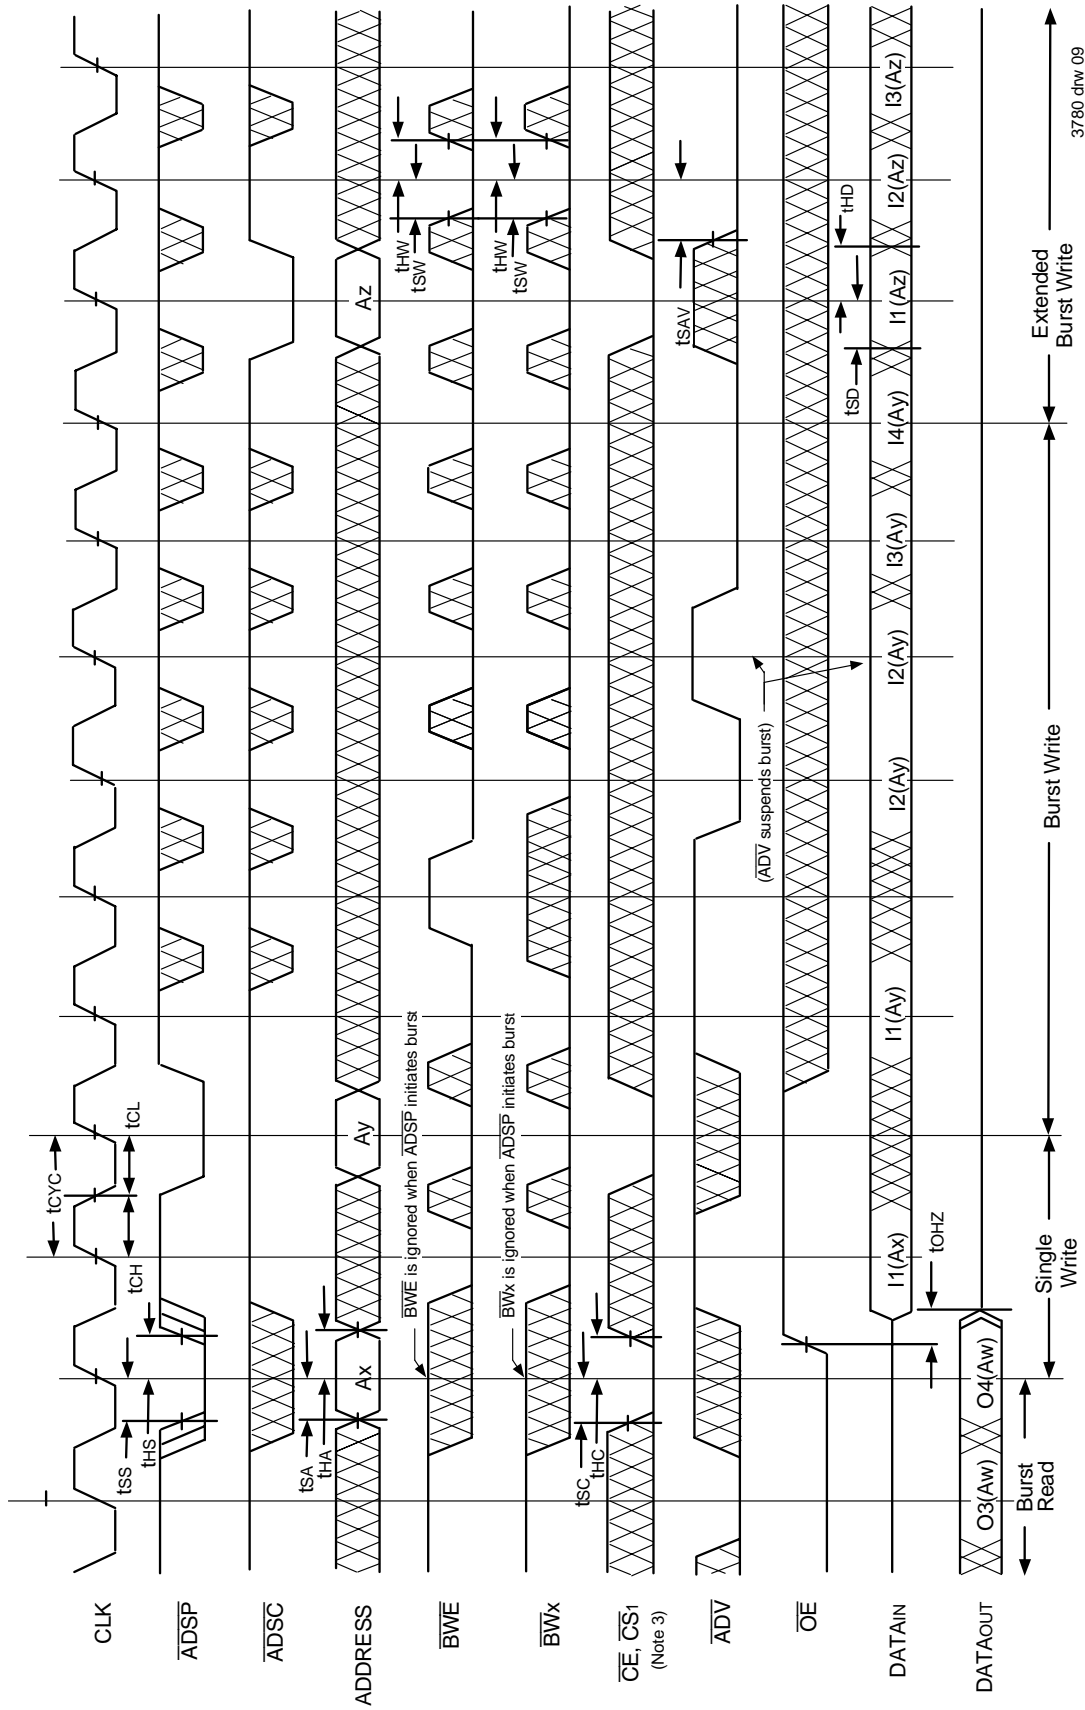 CLK
tCYC
tCH
tCL
ADSP
tSS
tHS
ADSC
ADDRESS
Ax
Ay
Az
tSA
tHA
BWE
BWE is ignored when ADSP initiates burst
tHW
tSW
BWx
BWx is ignored when ADSP initiates burst
tHW
tSW
CE, CS1
(Note 3)
tSC
tHC
ADV
tSAV
(ADV suspends burst)
OE
tSD
tHD
DATAIN
I1(Ax)
I1(Ay)
I2(Ay)
I2(Ay)
I3(Ay)
I4(Ay)
I1(Az)
I2(Az)
I3(Az)
tOHZ
DATAOUT
O3(Aw)
O4(Aw)
Burst
Read
Single
Write
Burst Write
Extended
Burst Write
3780 drw 09